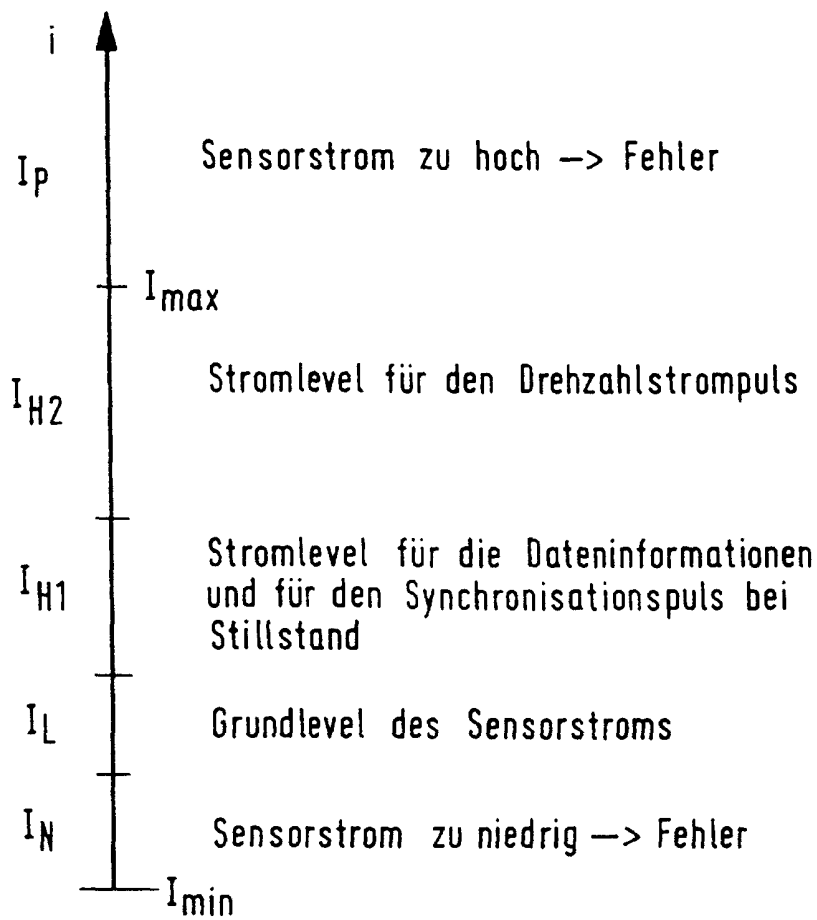 i
I_P Sensorstrom zu hoch —> Fehler
I_max
I_H2 Stromlevel für den Drehzahlstrompuls
I_H1 Stromlevel für die Dateninformationen
und für den Synchronisationspuls bei
Stillstand
I_L Grundlevel des Sensorstroms
I_N Sensorstrom zu niedrig —> Fehler
I_min